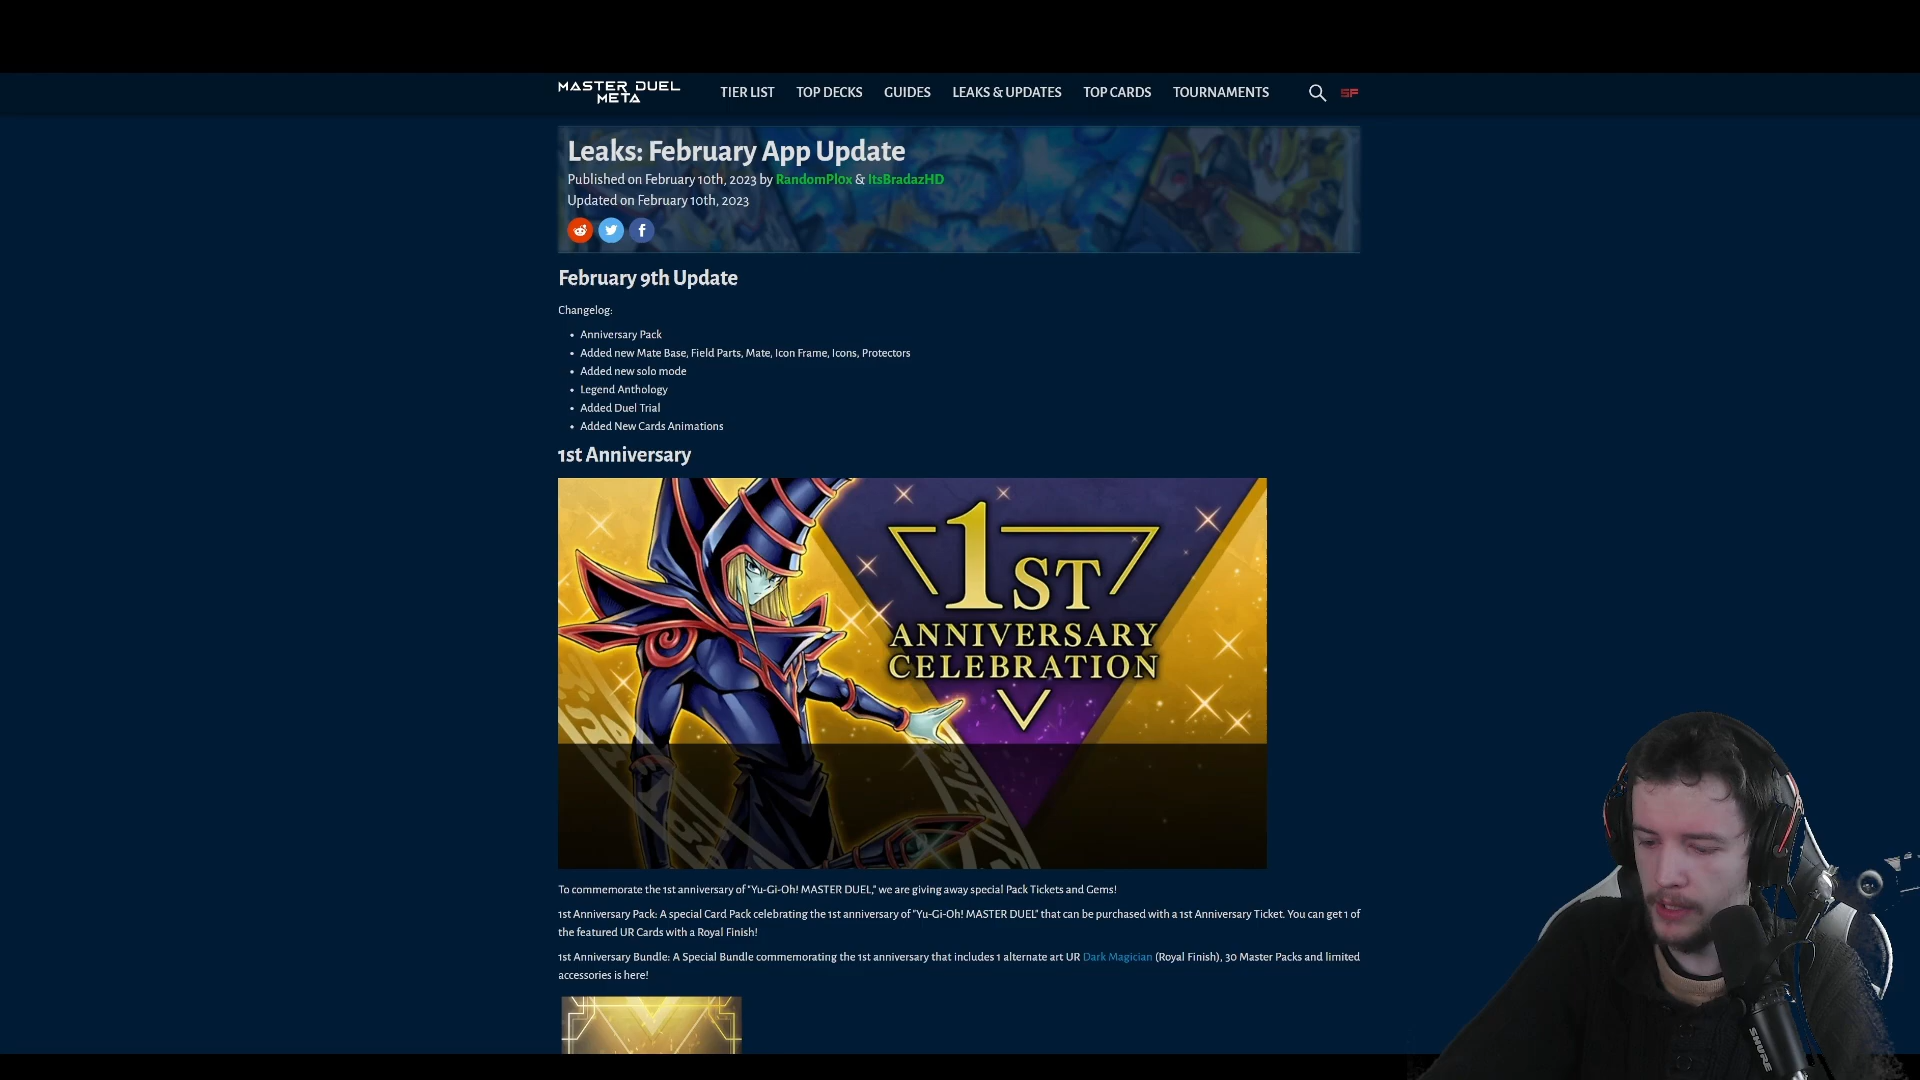 MASTER DUEL
META
TIER LIST TOP DECKS GUIDES LEAKS & UPDATES TOP CARDS TOURNAMENTS
SF
Leaks: February App Update
Published on February 10th, 2023 by RandomPl0x & ItsBradazHD
Updated on February 10th, 2023
February 9th Update
Changelog:
• Anniversary Pack
• Added new Mate Base, Field Parts, Mate, Icon Frame, Icons, Protectors
• Added new solo mode
• Legend Anthology
• Added Duel Trial
• Added New Cards Animations
1st Anniversary
1ST
ANNIVERSARY
CELEBRATION
To commemorate the 1st anniversary of "Yu-Gi-Oh! MASTER DUEL," we are giving away special Pack Tickets and Gems!
1st Anniversary Pack: A special Card Pack celebrating the 1st anniversary of "Yu-Gi-Oh! MASTER DUEL" that can be purchased with a 1st Anniversary Ticket. You can get 1 of
the featured UR Cards with a Royal Finish!
1st Anniversary Bundle: A Special Bundle commemorating the 1st anniversary that includes 1 alternate art UR Dark Magician (Royal Finish), 30 Master Packs and limited
accessories is here!
SHURE